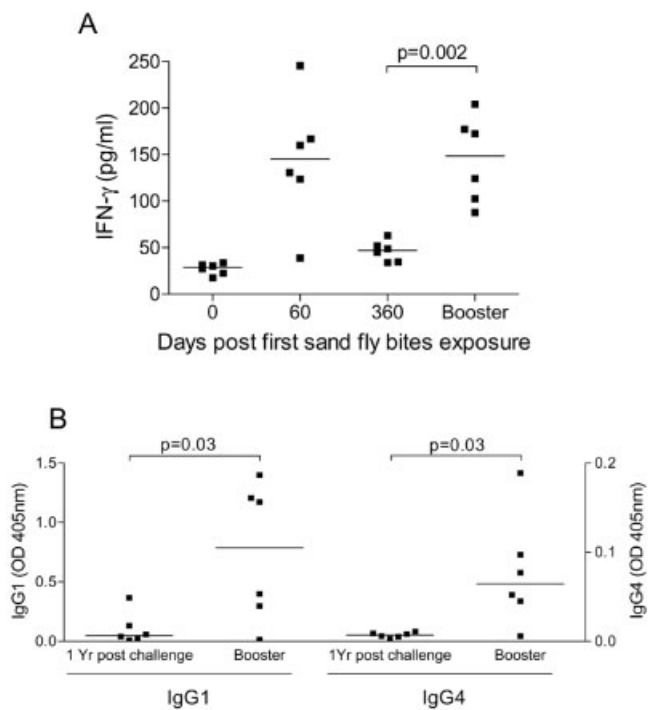 A
p=0.002
IFN-γ (pg/ml)
250
200
150
100
50
0
0 60 360 Booster
Days post first sand fly bites exposure
B
p=0.03 p=0.03
IgG1 (OD 405nm)
1.5
1.0
0.5
0.0
IgG4 (OD 405nm)
0.2
0.1
0.0
1 Yr post challenge Booster 1Yr post challenge Booster
IgG1 IgG4